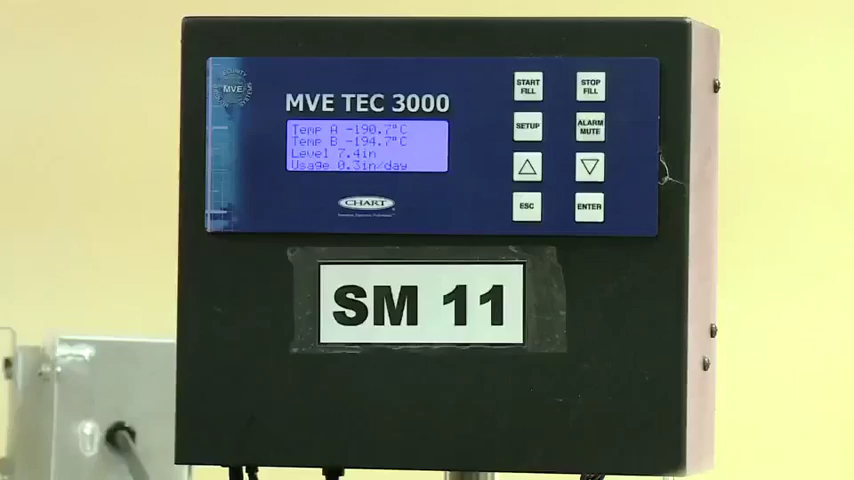 MVE
MVE TEC 3000
Temp A -190.7°C
Temp B -194.7°C
Level 7.4in
Usage 0.3in/day
CHART
START
FILL
STOP
FILL
SETUP
ALARM
MUTE
ESC
ENTER
SM 11